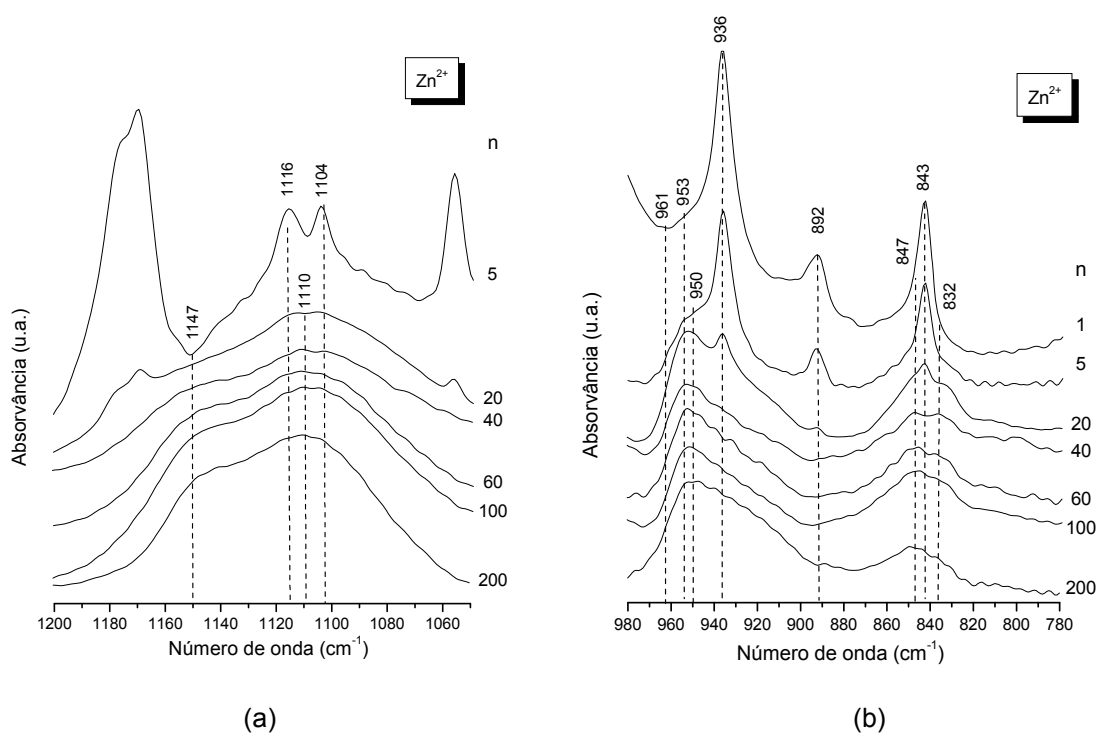 Zn2+
n
1116
1104
1110
1147
5
20
40
60
100
200
Absorvância (u.a.)
1200 1180 1160 1140 1120 1100 1080 1060
Número de onda (cm-1)
(a)
936
Zn2+
961
953
950
892
843
847
832
n
1
5
20
40
60
100
200
Absorvância (u.a.)
980 960 940 920 900 880 860 840 820 800 780
Número de onda (cm-1)
(b)